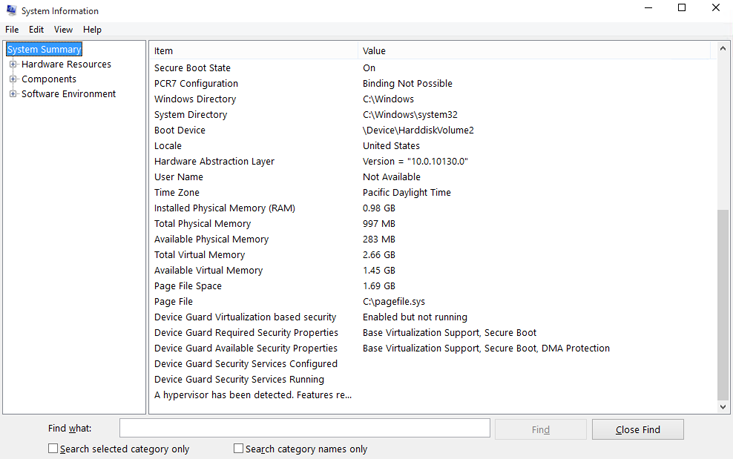 System Information
File Edit View Help
System Summary
Hardware Resources
Components
Software Environment
Item Value
Secure Boot State On
PCR7 Configuration Binding Not Possible
Windows Directory C:\Windows
System Directory C:\Windows\system32
Boot Device \Device\HarddiskVolume2
Locale United States
Hardware Abstraction Layer Version = "10.0.10130.0"
User Name Not Available
Time Zone Pacific Daylight Time
Installed Physical Memory (RAM) 0.98 GB
Total Physical Memory 997 MB
Available Physical Memory 283 MB
Total Virtual Memory 2.66 GB
Available Virtual Memory 1.45 GB
Page File Space 1.69 GB
Page File C:\pagefile.sys
Device Guard Virtualization based security Enabled but not running
Device Guard Required Security Properties Base Virtualization Support, Secure Boot
Device Guard Available Security Properties Base Virtualization Support, Secure Boot, DMA Protection
Device Guard Security Services Configured
Device Guard Security Services Running
A hypervisor has been detected. Features re...
Find what: Find Close Find
Search selected category only Search category names only